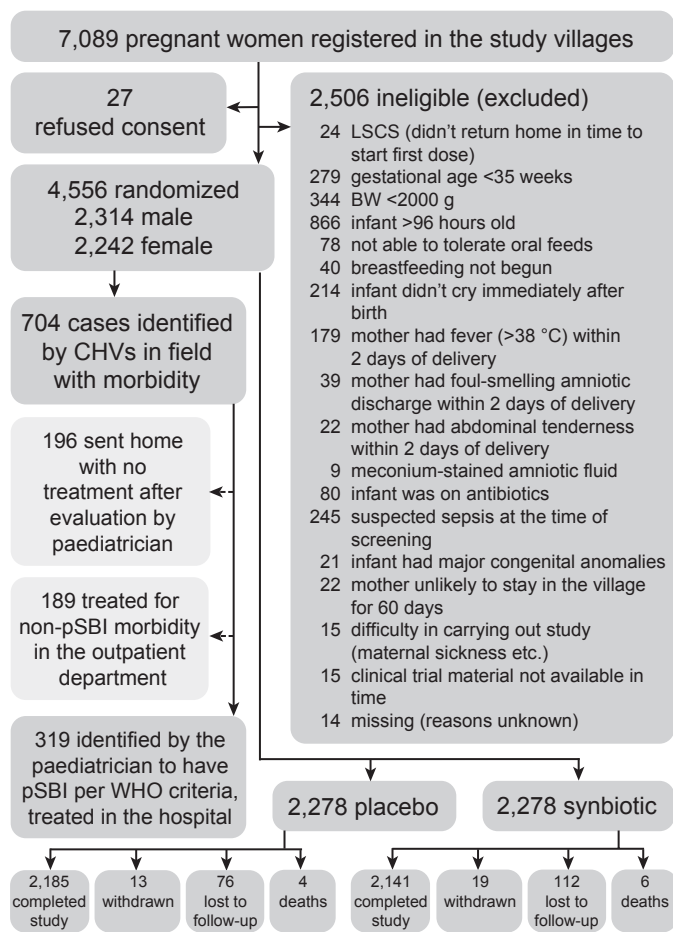 7,089 pregnant women registered in the study villages
27
refused consent
2,506 ineligible (excluded)
24 LSCS (didn't return home in time to
start first dose)
279 gestational age <35 weeks
344 BW <2000 g
866 infant >96 hours old
78 not able to tolerate oral feeds
40 breastfeeding not begun
214 infant didn't cry immediately after
birth
179 mother had fever (>38 °C) within
2 days of delivery
39 mother had foul-smelling amniotic
discharge within 2 days of delivery
22 mother had abdominal tenderness
within 2 days of delivery
9 meconium-stained amniotic fluid
80 infant was on antibiotics
245 suspected sepsis at the time of
screening
21 infant had major congenital anomalies
22 mother unlikely to stay in the village
for 60 days
15 difficulty in carrying out study
(maternal sickness etc.)
15 clinical trial material not available in
time
14 missing (reasons unknown)
4,556 randomized
2,314 male
2,242 female
704 cases identified
by CHVs in field
with morbidity
196 sent home
with no
treatment after
evaluation by
paediatrician
189 treated for
non-pSBI morbidity
in the outpatient
department
319 identified by the
paediatrician to have
pSBI per WHO criteria,
treated in the hospital
2,278 placebo
2,278 synbiotic
2,185
completed
study
13
withdrawn
76
lost to
follow-up
4
deaths
2,141
completed
study
19
withdrawn
112
lost to
follow-up
6
deaths